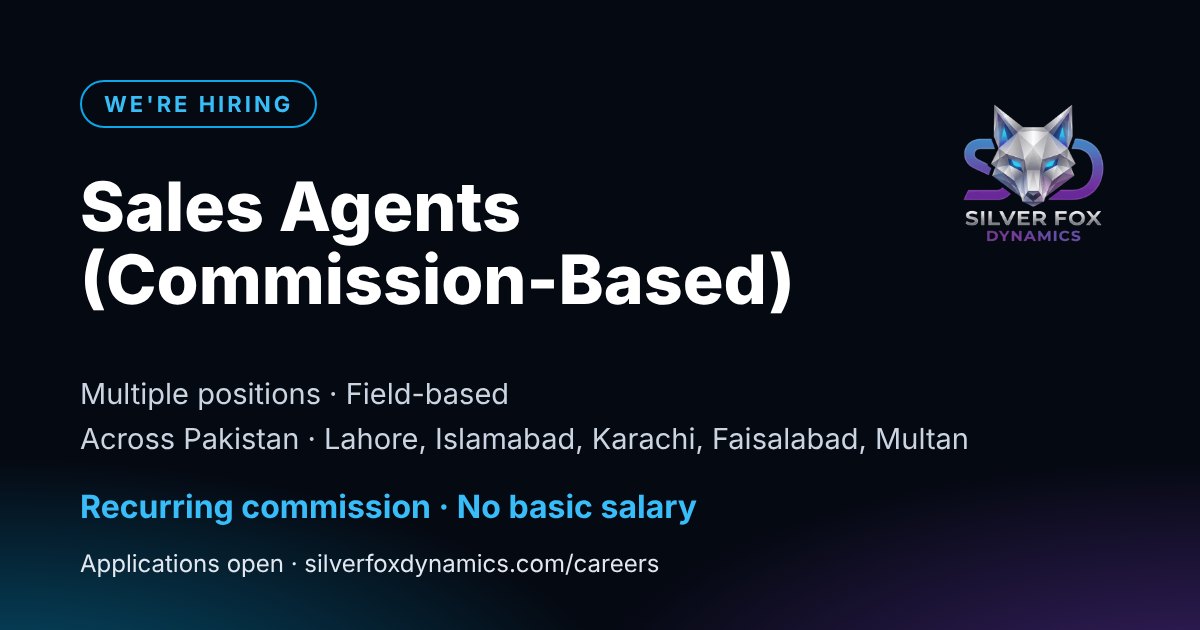 WE'RE HIRING
SILVER FOX
DYNAMICS
Sales Agents
(Commission-Based)
Multiple positions · Field-based
Across Pakistan · Lahore, Islamabad, Karachi, Faisalabad, Multan
Recurring commission · No basic salary
Applications open · silverfoxdynamics.com/careers